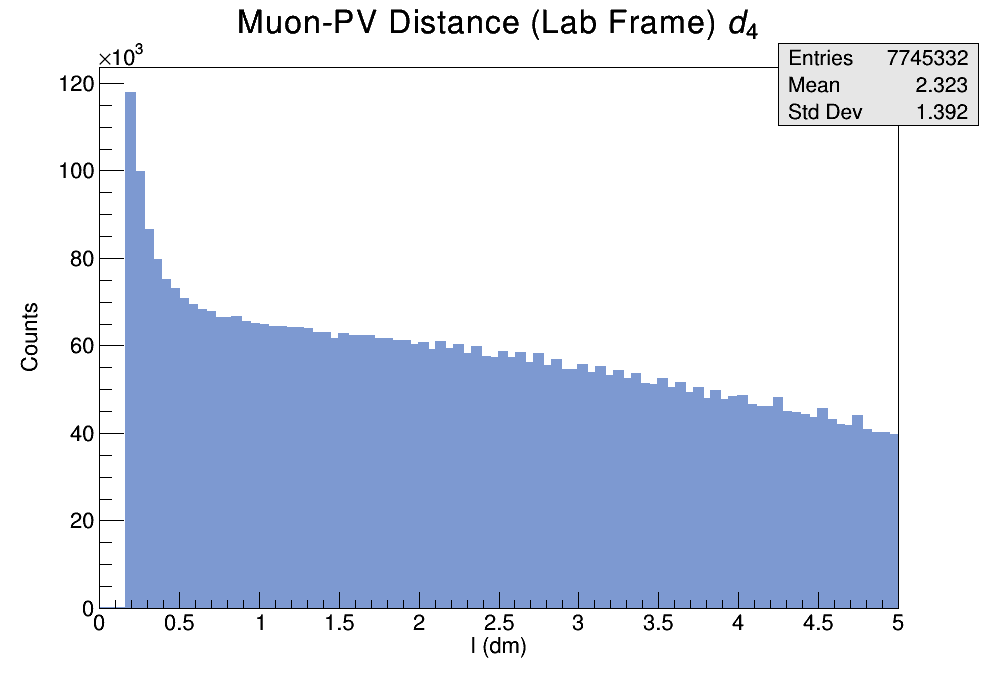 Muon-PV Distance (Lab Frame) d₄
×10³
Entries 7745332
Mean 2.323
Std Dev 1.392
120
100
80
60
40
20
0
Counts
0 0.5 1 1.5 2 2.5 3 3.5 4 4.5 5
l (dm)